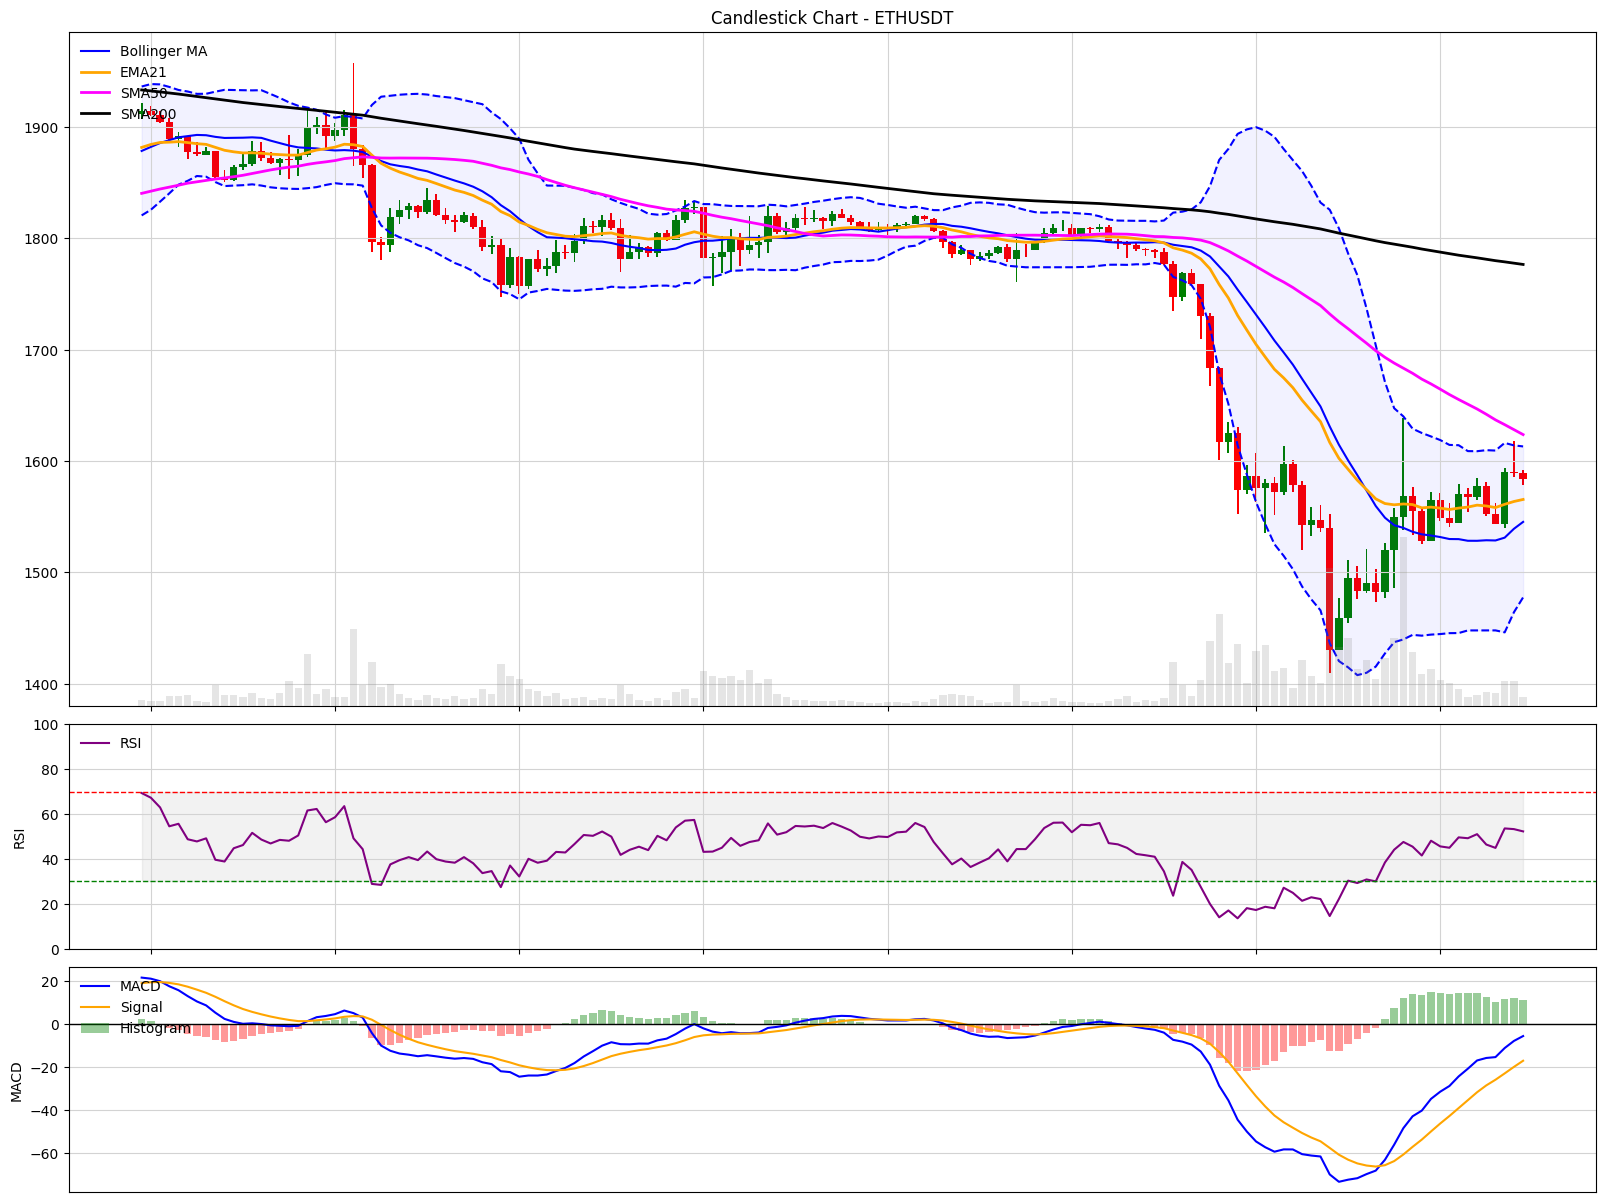 Candlestick Chart - ETHUSDT
Bollinger MA
EMA21
SMA50
SMA200
1900
1800
1700
1600
1500
1400
100
80
60
40
20
0
RSI
RSI
20
0
−20
−40
−60
MACD
MACD
Signal
Histogram